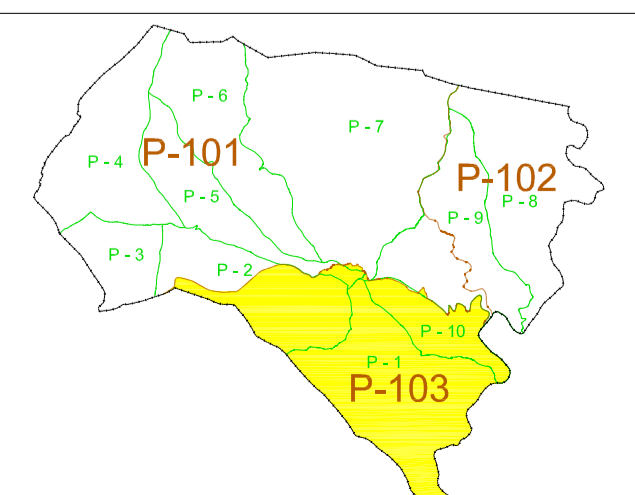 P - 6
P - 7
P-101
P - 4
P-102
P - 5
P - 8
P - 9
P - 3
P - 2
P - 10
P - 1
P-103